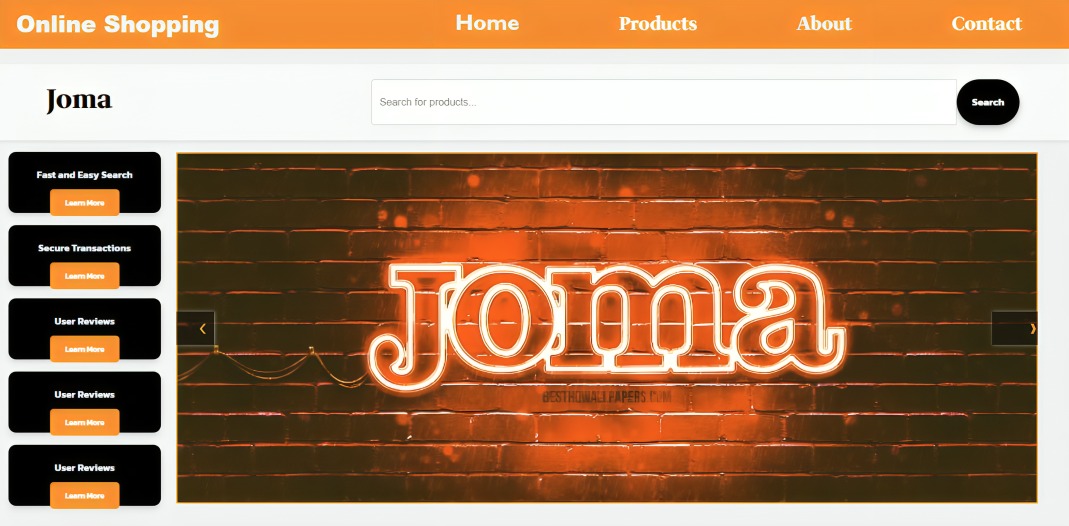 Online Shopping
Home
Products
About
Contact
Joma
Search for products...
Search
Fast and Easy Search
Learn More
Secure Transactions
Learn More
User Reviews
Learn More
User Reviews
Learn More
User Reviews
Learn More
‹
Joma
›
BESTHQWALLPAPERS.COM